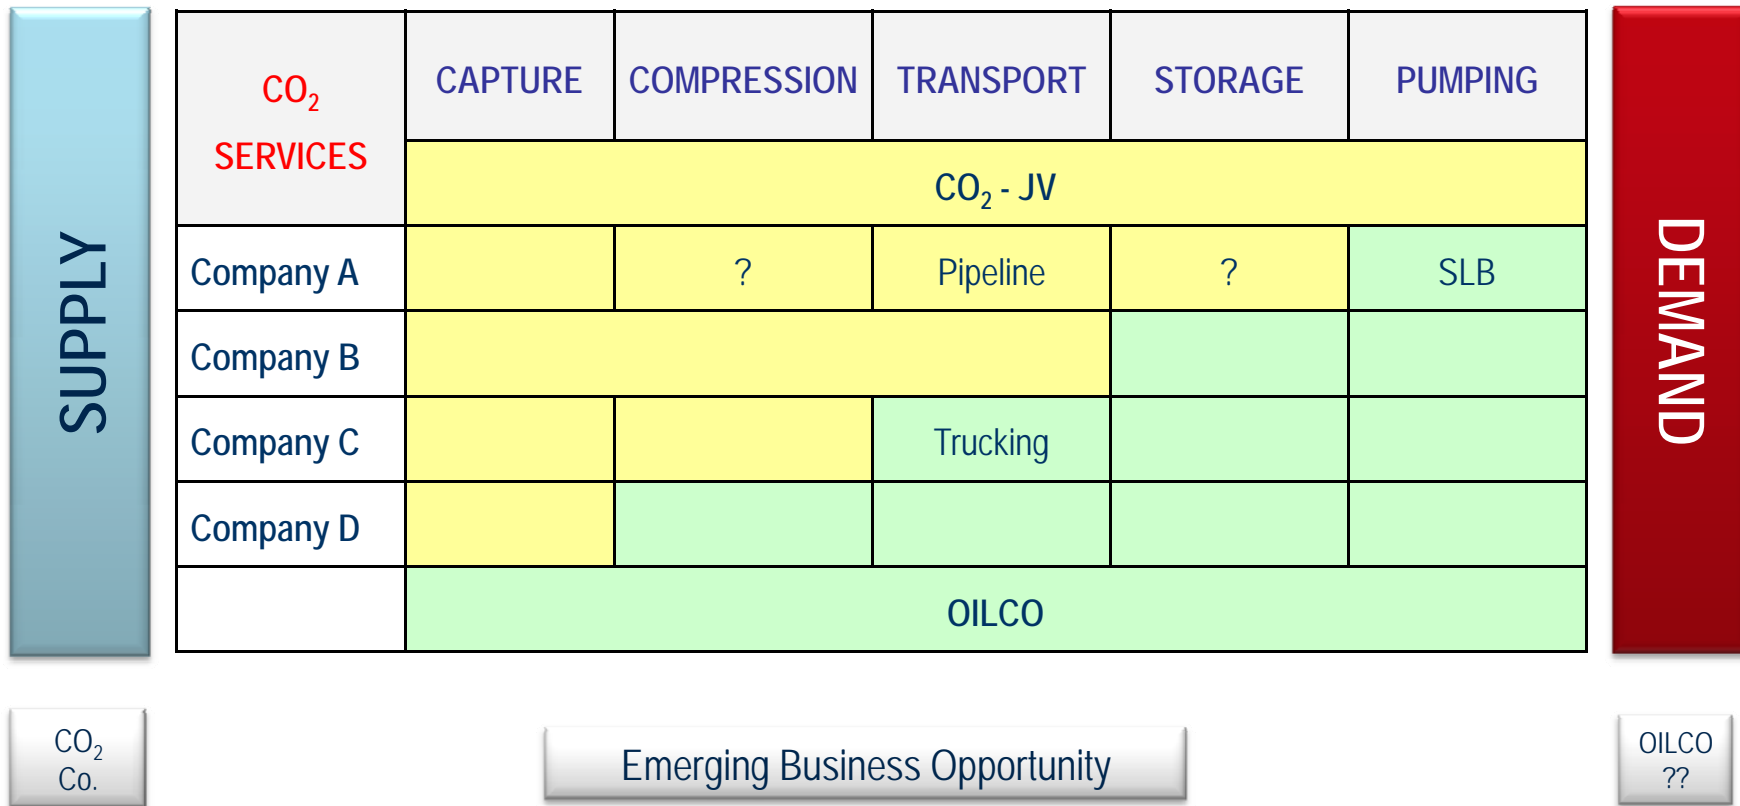 SUPPLY
CO₂
SERVICES
CAPTURE
COMPRESSION
TRANSPORT
STORAGE
PUMPING
CO₂ - JV
Company A
?
Pipeline
?
SLB
Company B
Company C
Trucking
Company D
OILCO
DEMAND
CO₂
Co.
Emerging Business Opportunity
OILCO
??